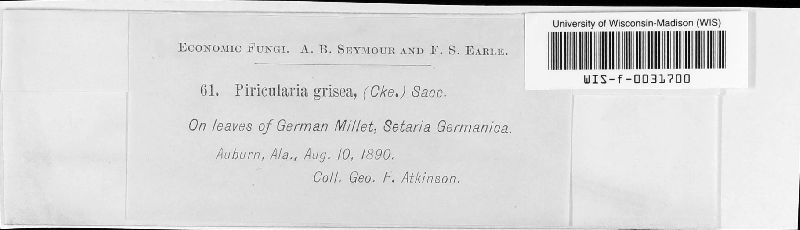 Economic Fungi. A. B. Seymour and F. S. Earle.
61. Piricularia grisea, (Cke.) Sacc.
On leaves of German Millet, Setaria Germanica.
Auburn, Ala., Aug. 10, 1890.
Coll. Geo. F. Atkinson.
University of Wisconsin-Madison (WIS)
WIS-f-0031700